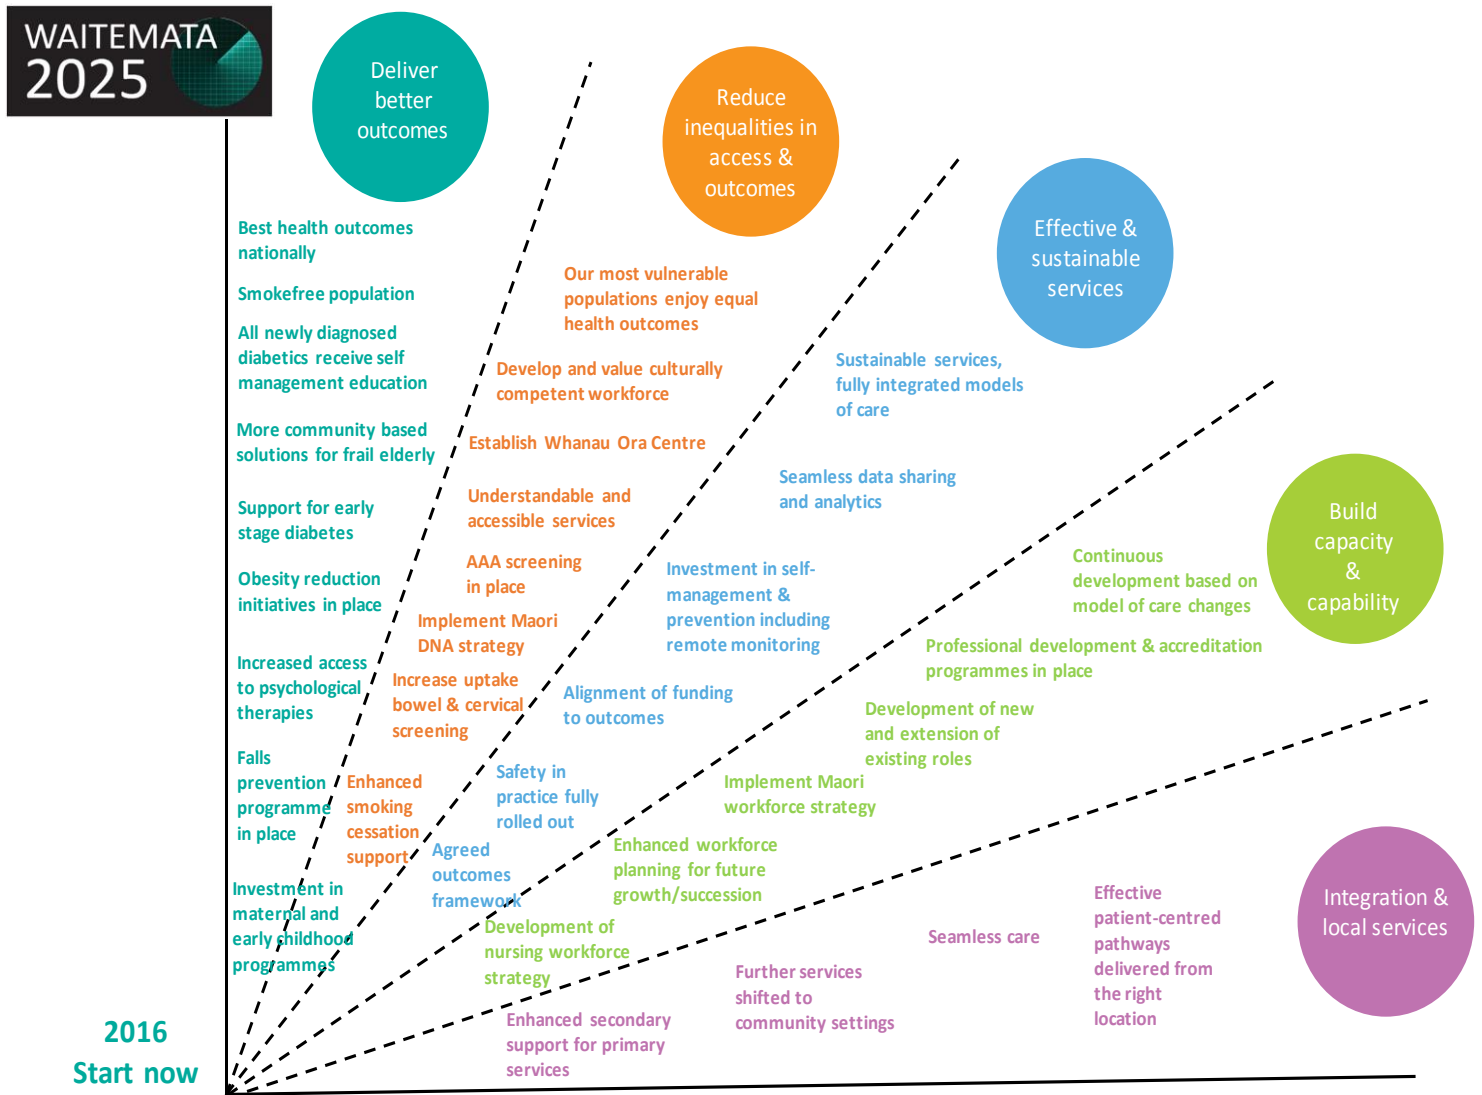 WAITEMATA
2025
Deliver
better
outcomes
Best health outcomes
nationally
Smokefree population
All newly diagnosed
diabetics receive self
management education
More community based
solutions for frail elderly
Support for early
stage diabetes
Obesity reduction
initiatives in place
Increased access
to psychological
therapies
Falls
prevention
programme
in place
Investment in
maternal and
early childhood
programmes
Reduce
inequalities in
access &
outcomes
Our most vulnerable
populations enjoy equal
health outcomes
Develop and value culturally
competent workforce
Establish Whanau Ora Centre
Understandable and
accessible services
AAA screening
in place
Implement Maori
DNA strategy
Increase uptake
bowel & cervical
screening
Enhanced
smoking
cessation
support
Effective &
sustainable
services
Sustainable services,
fully integrated models
of care
Seamless data sharing
and analytics
Investment in self-
management &
prevention including
remote monitoring
Alignment of funding
to outcomes
Safety in
practice fully
rolled out
Agreed
outcomes
framework
Build
capacity
&
capability
Continuous
development based on
model of care changes
Professional development & accreditation
programmes in place
Development of new
and extension of
existing roles
Implement Maori
workforce strategy
Enhanced workforce
planning for future
growth/succession
Development of
nursing workforce
strategy
Integration &
local services
Effective
patient-centred
pathways
delivered from
the right
location
Seamless care
Further services
shifted to
community settings
Enhanced secondary
support for primary
services
2016
Start now